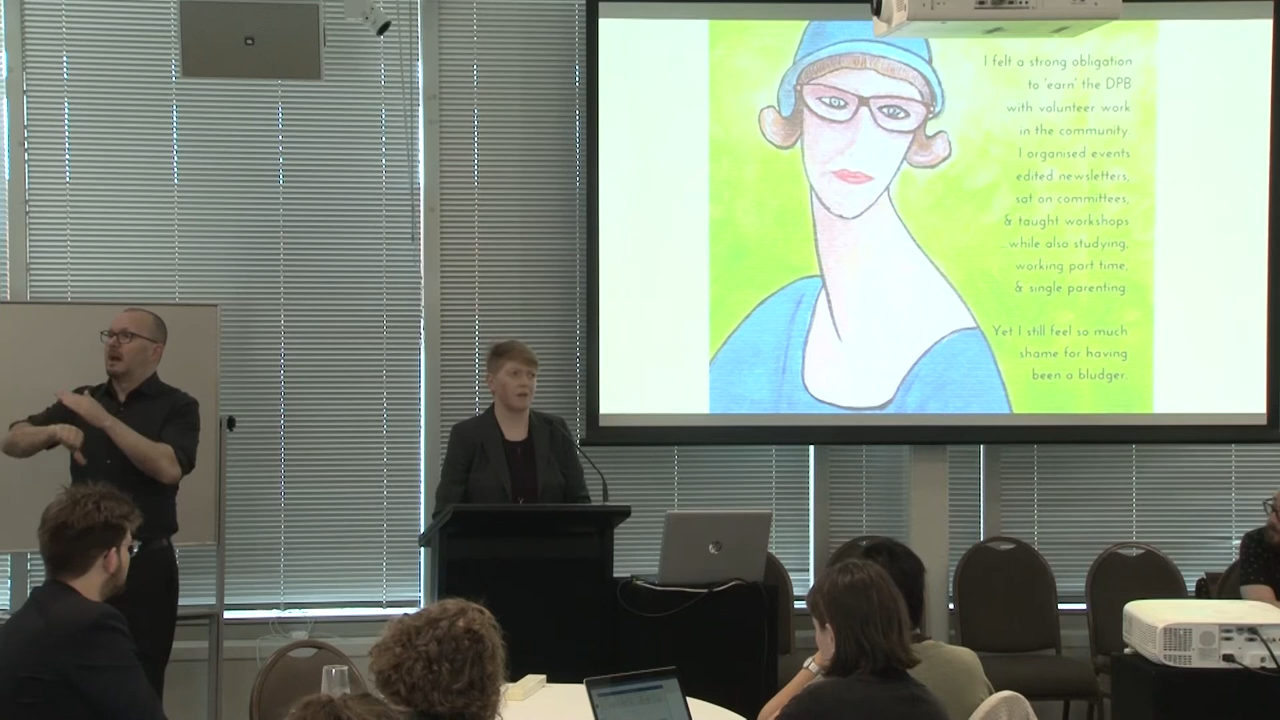 I felt a strong obligation
to 'earn' the DPB
with volunteer work
in the community.
I organised events
edited newsletters,
sat on committees,
& taught workshops
...while also studying,
working part time,
& single parenting.
Yet I still feel so much
shame for having
been a bludger.
hp